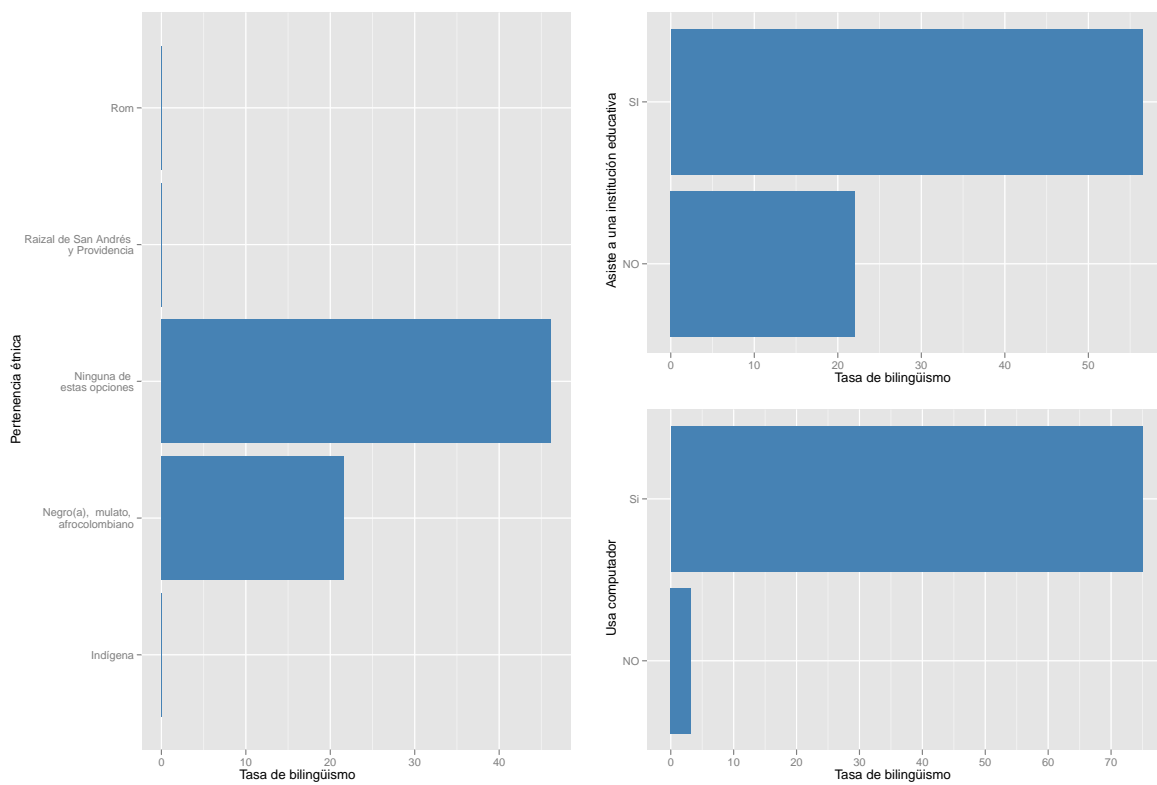 Pertenencia étnica
Rom
Raizal de San Andrés
y Providencia
Ninguna de
estas opciones
Negro(a),  mulato,
afrocolombiano
Indígena
0 10 20 30 40
Tasa de bilingüismo
Asiste a una institución educativa
SI
NO
0 10 20 30 40 50
Tasa de bilingüismo
Usa computador
Si
NO
0 10 20 30 40 50 60 70
Tasa de bilingüismo